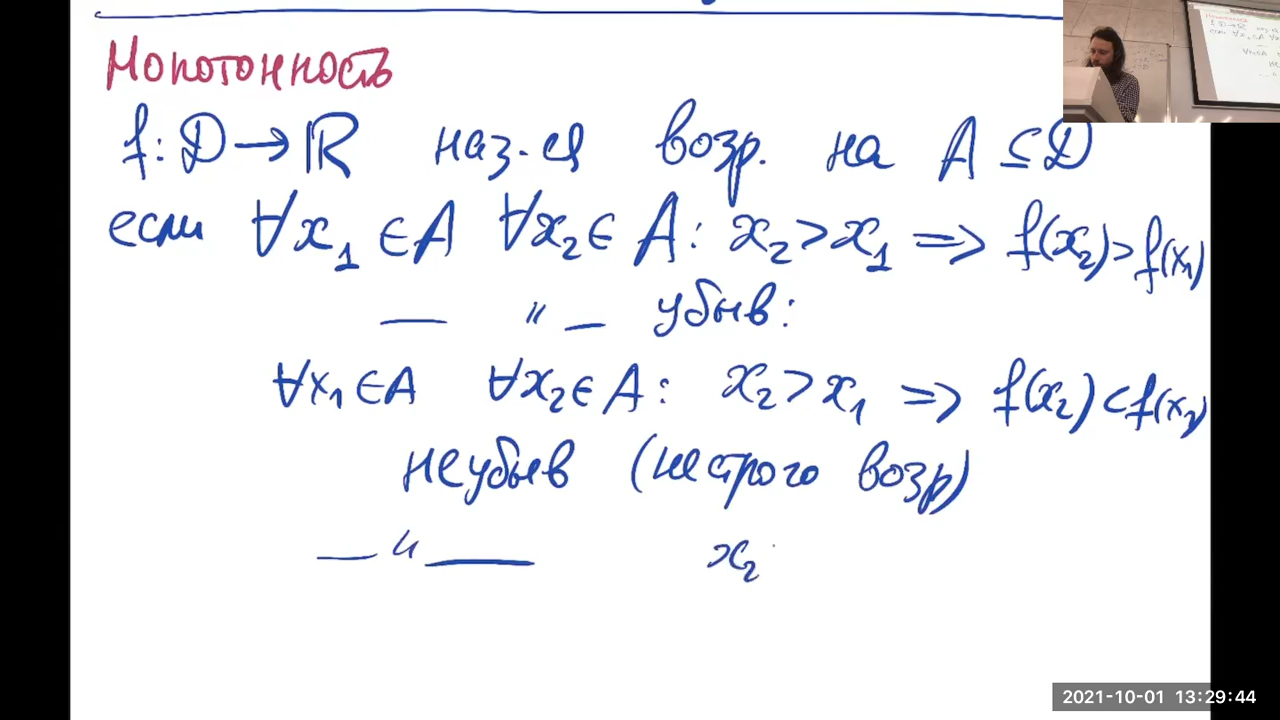 Монотонность
f: D → ℝ наз-ся возр. на A ⊆ D
если ∀x₁ ∈ A ∀x₂ ∈ A: x₂ > x₁ => f(x₂) > f(x₁)
— " — убыв:
∀x₁ ∈ A ∀x₂ ∈ A: x₂ > x₁ => f(x₂) < f(x₁)
неубыв (нестрого возр)
— " — x₂
2021-10-01 13:29:44